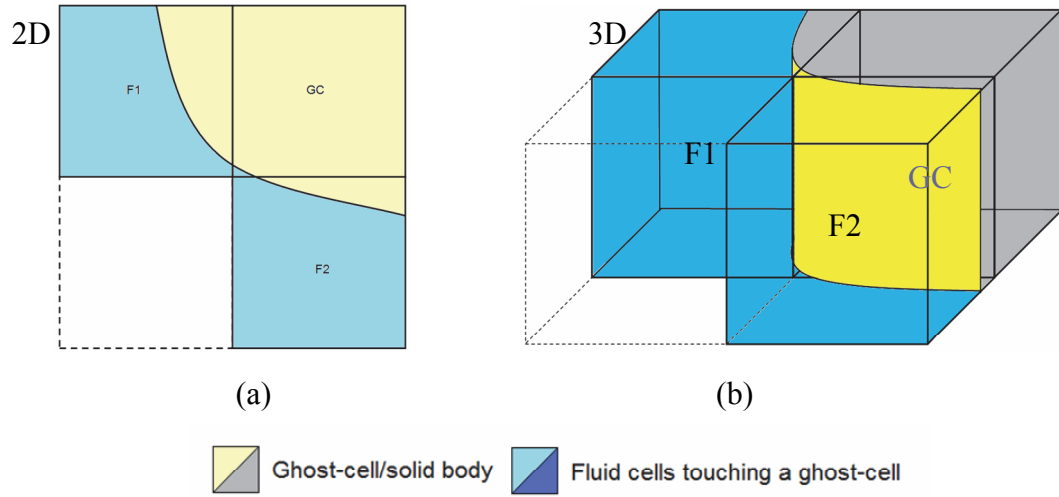 2D
F1
GC
F2
(a)
3D
F1
GC
F2
(b)
Ghost-cell/solid body
Fluid cells touching a ghost-cell